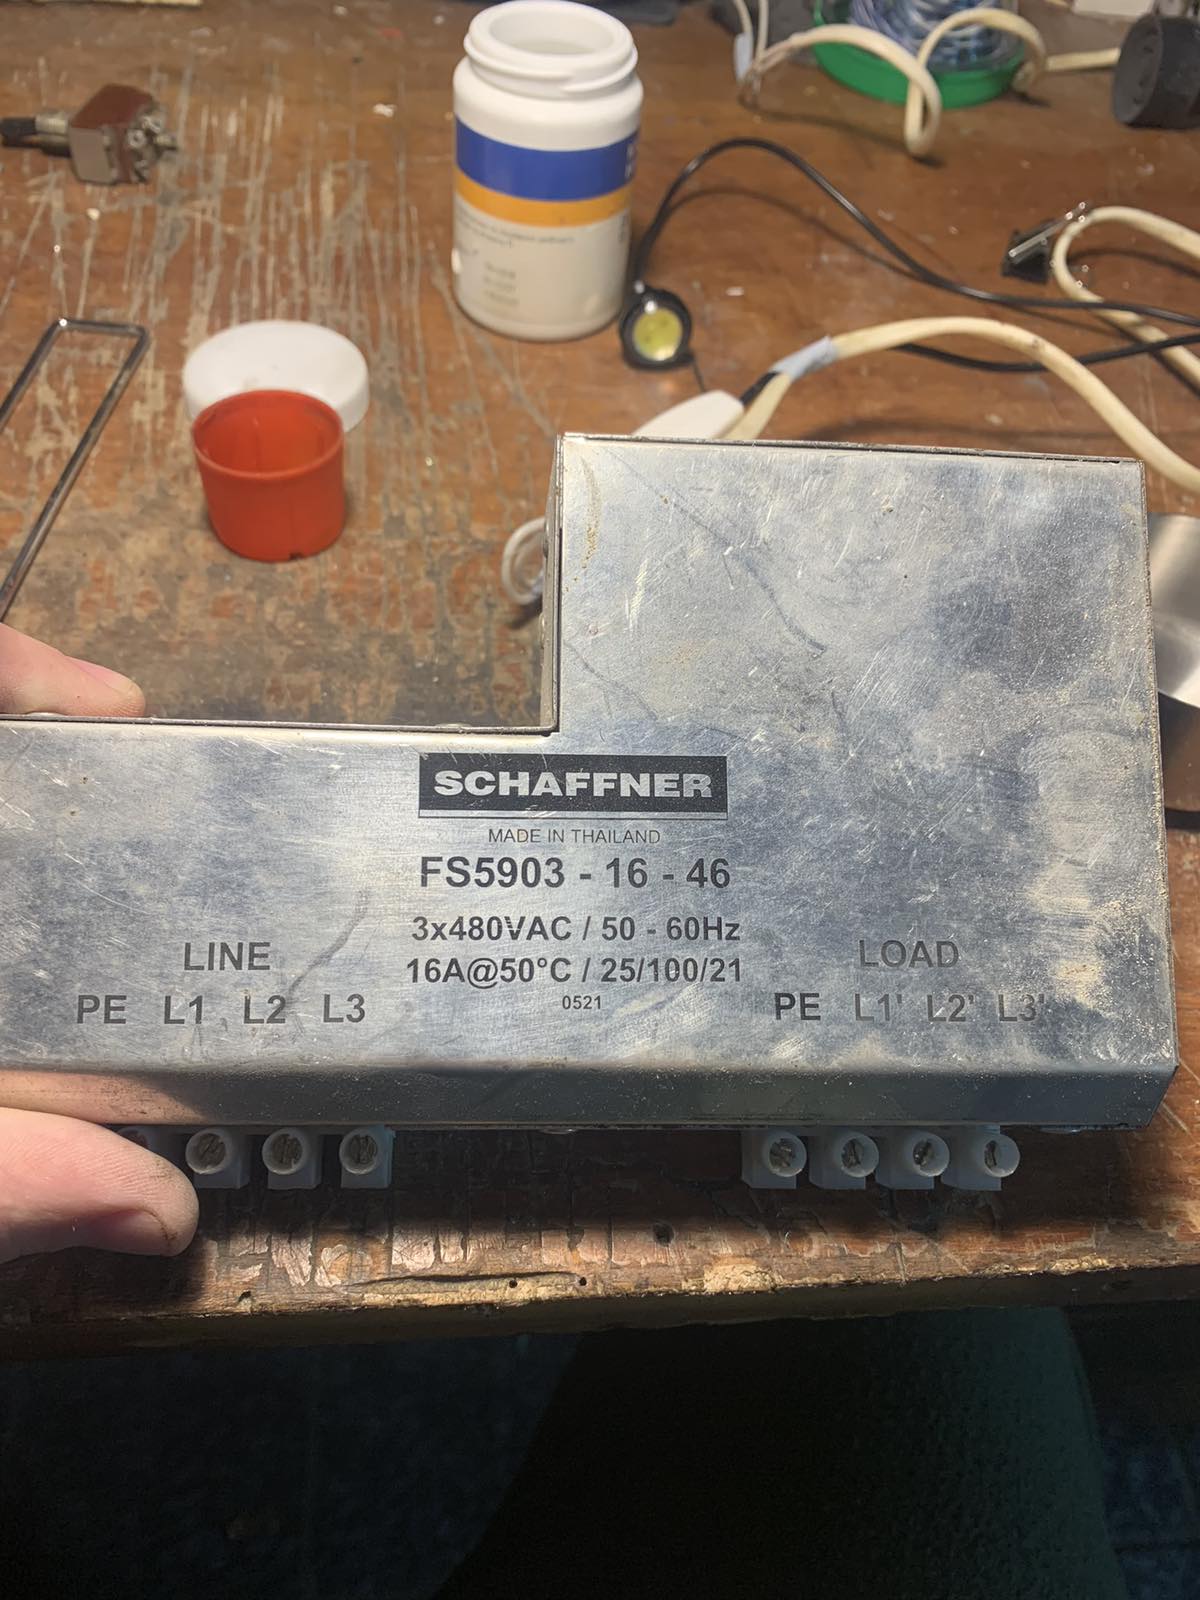 SCHAFFNER
MADE IN THAILAND
FS5903 - 16 - 46
3x480VAC / 50 - 60Hz
16A@50°C / 25/100/21
0521
LINE
PE L1 L2 L3
LOAD
PE L1' L2' L3'